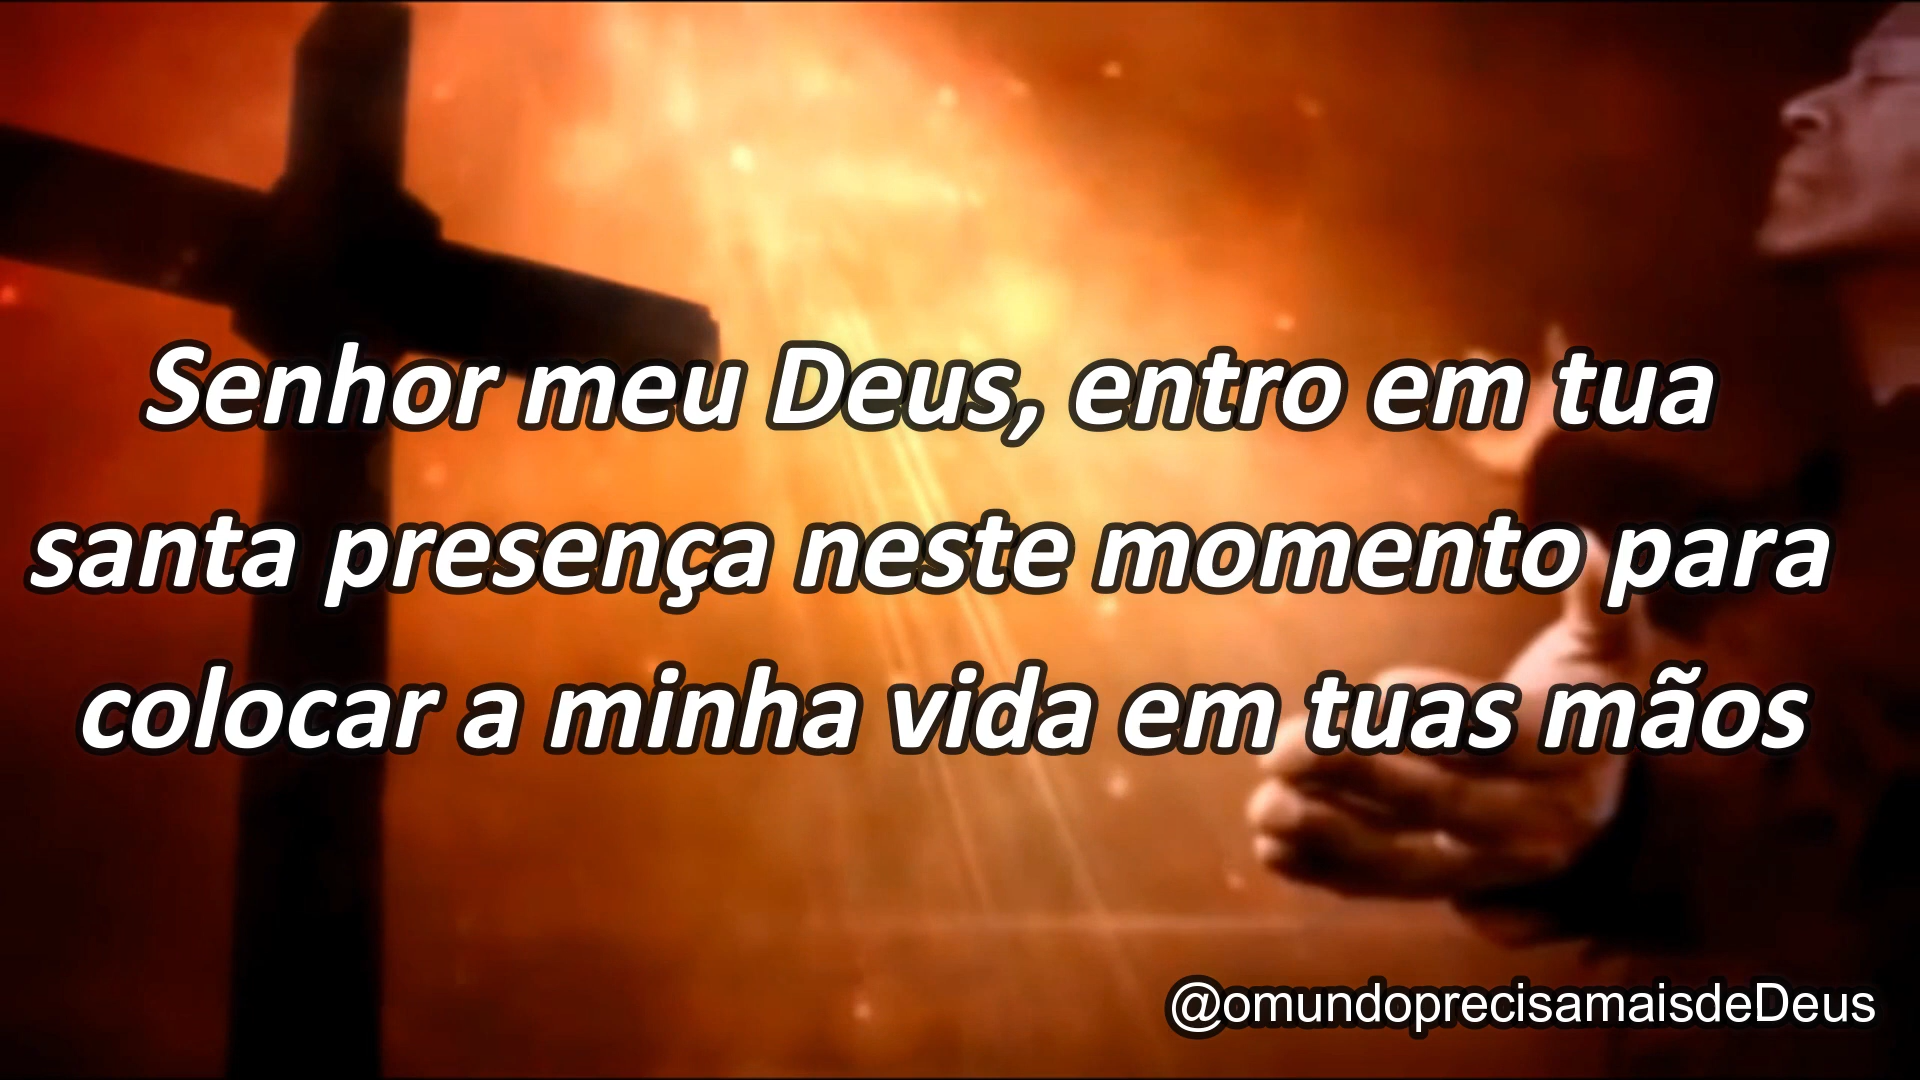 Senhor meu Deus, entro em tua
santa presença neste momento para
colocar a minha vida em tuas mãos
@omundoprecisamaisdeDeus